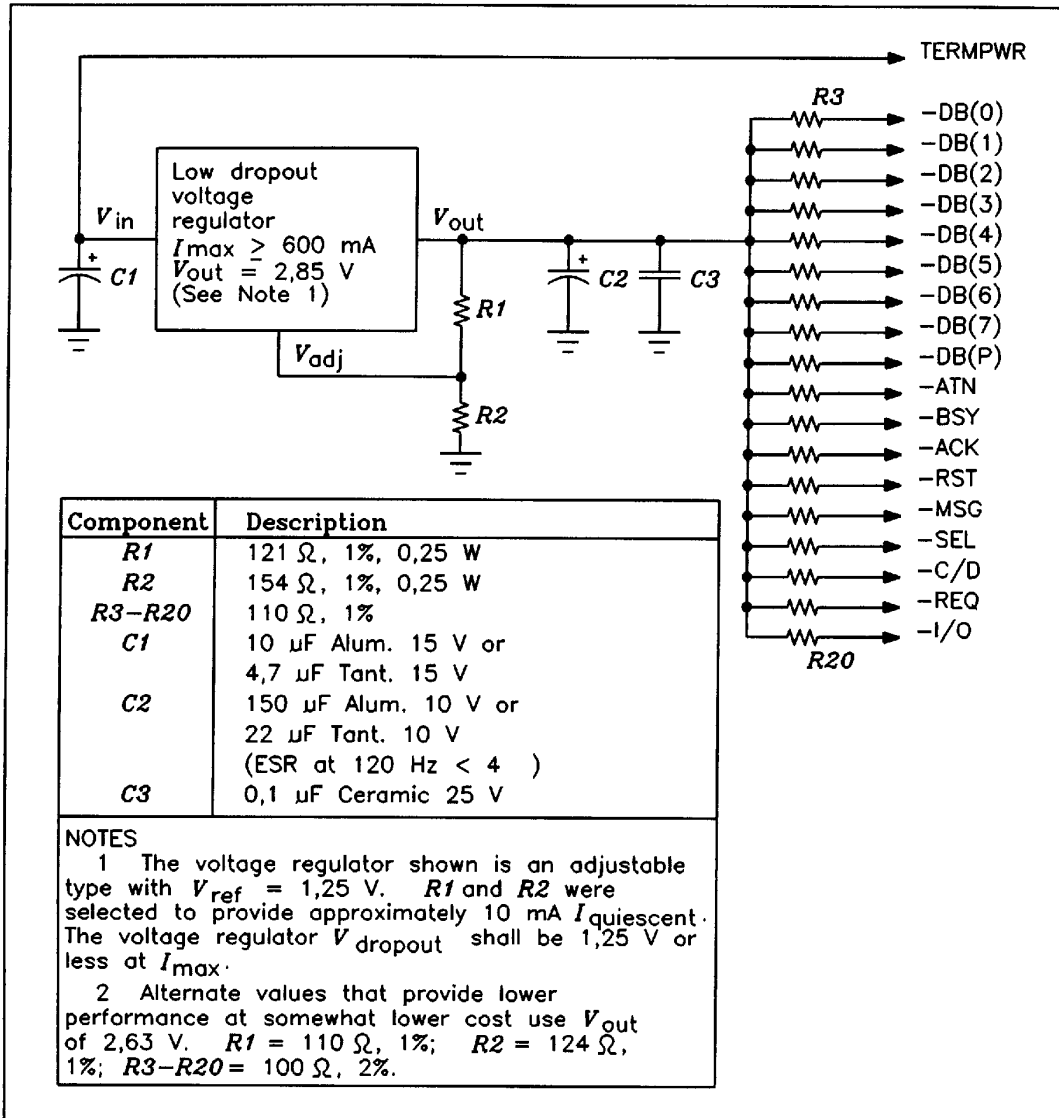 TERMPWR
R3
-DB(0)
-DB(1)
-DB(2)
-DB(3)
-DB(4)
-DB(5)
-DB(6)
-DB(7)
-DB(P)
-ATN
-BSY
-ACK
-RST
-MSG
-SEL
-C/D
-REQ
-I/O
R20
Vin
Low dropout
voltage
regulator
Imax ≥ 600 mA
Vout = 2,85 V
(See Note 1)
Vout
+
C1
R1
+
C2
C3
Vadj
R2
Component Description
R1 121 Ω, 1%, 0,25 W
R2 154 Ω, 1%, 0,25 W
R3-R20 110 Ω, 1%
C1 10 µF Alum. 15 V or
4,7 µF Tant. 15 V
C2 150 µF Alum. 10 V or
22 µF Tant. 10 V
(ESR at 120 Hz < 4 )
C3 0,1 µF Ceramic 25 V
NOTES
1 The voltage regulator shown is an adjustable
type with Vref = 1,25 V. R1 and R2 were
selected to provide approximately 10 mA Iquiescent.
The voltage regulator Vdropout shall be 1,25 V or
less at Imax.
2 Alternate values that provide lower
performance at somewhat lower cost use Vout
of 2,63 V. R1 = 110 Ω, 1%; R2 = 124 Ω,
1%; R3-R20 = 100 Ω, 2%.